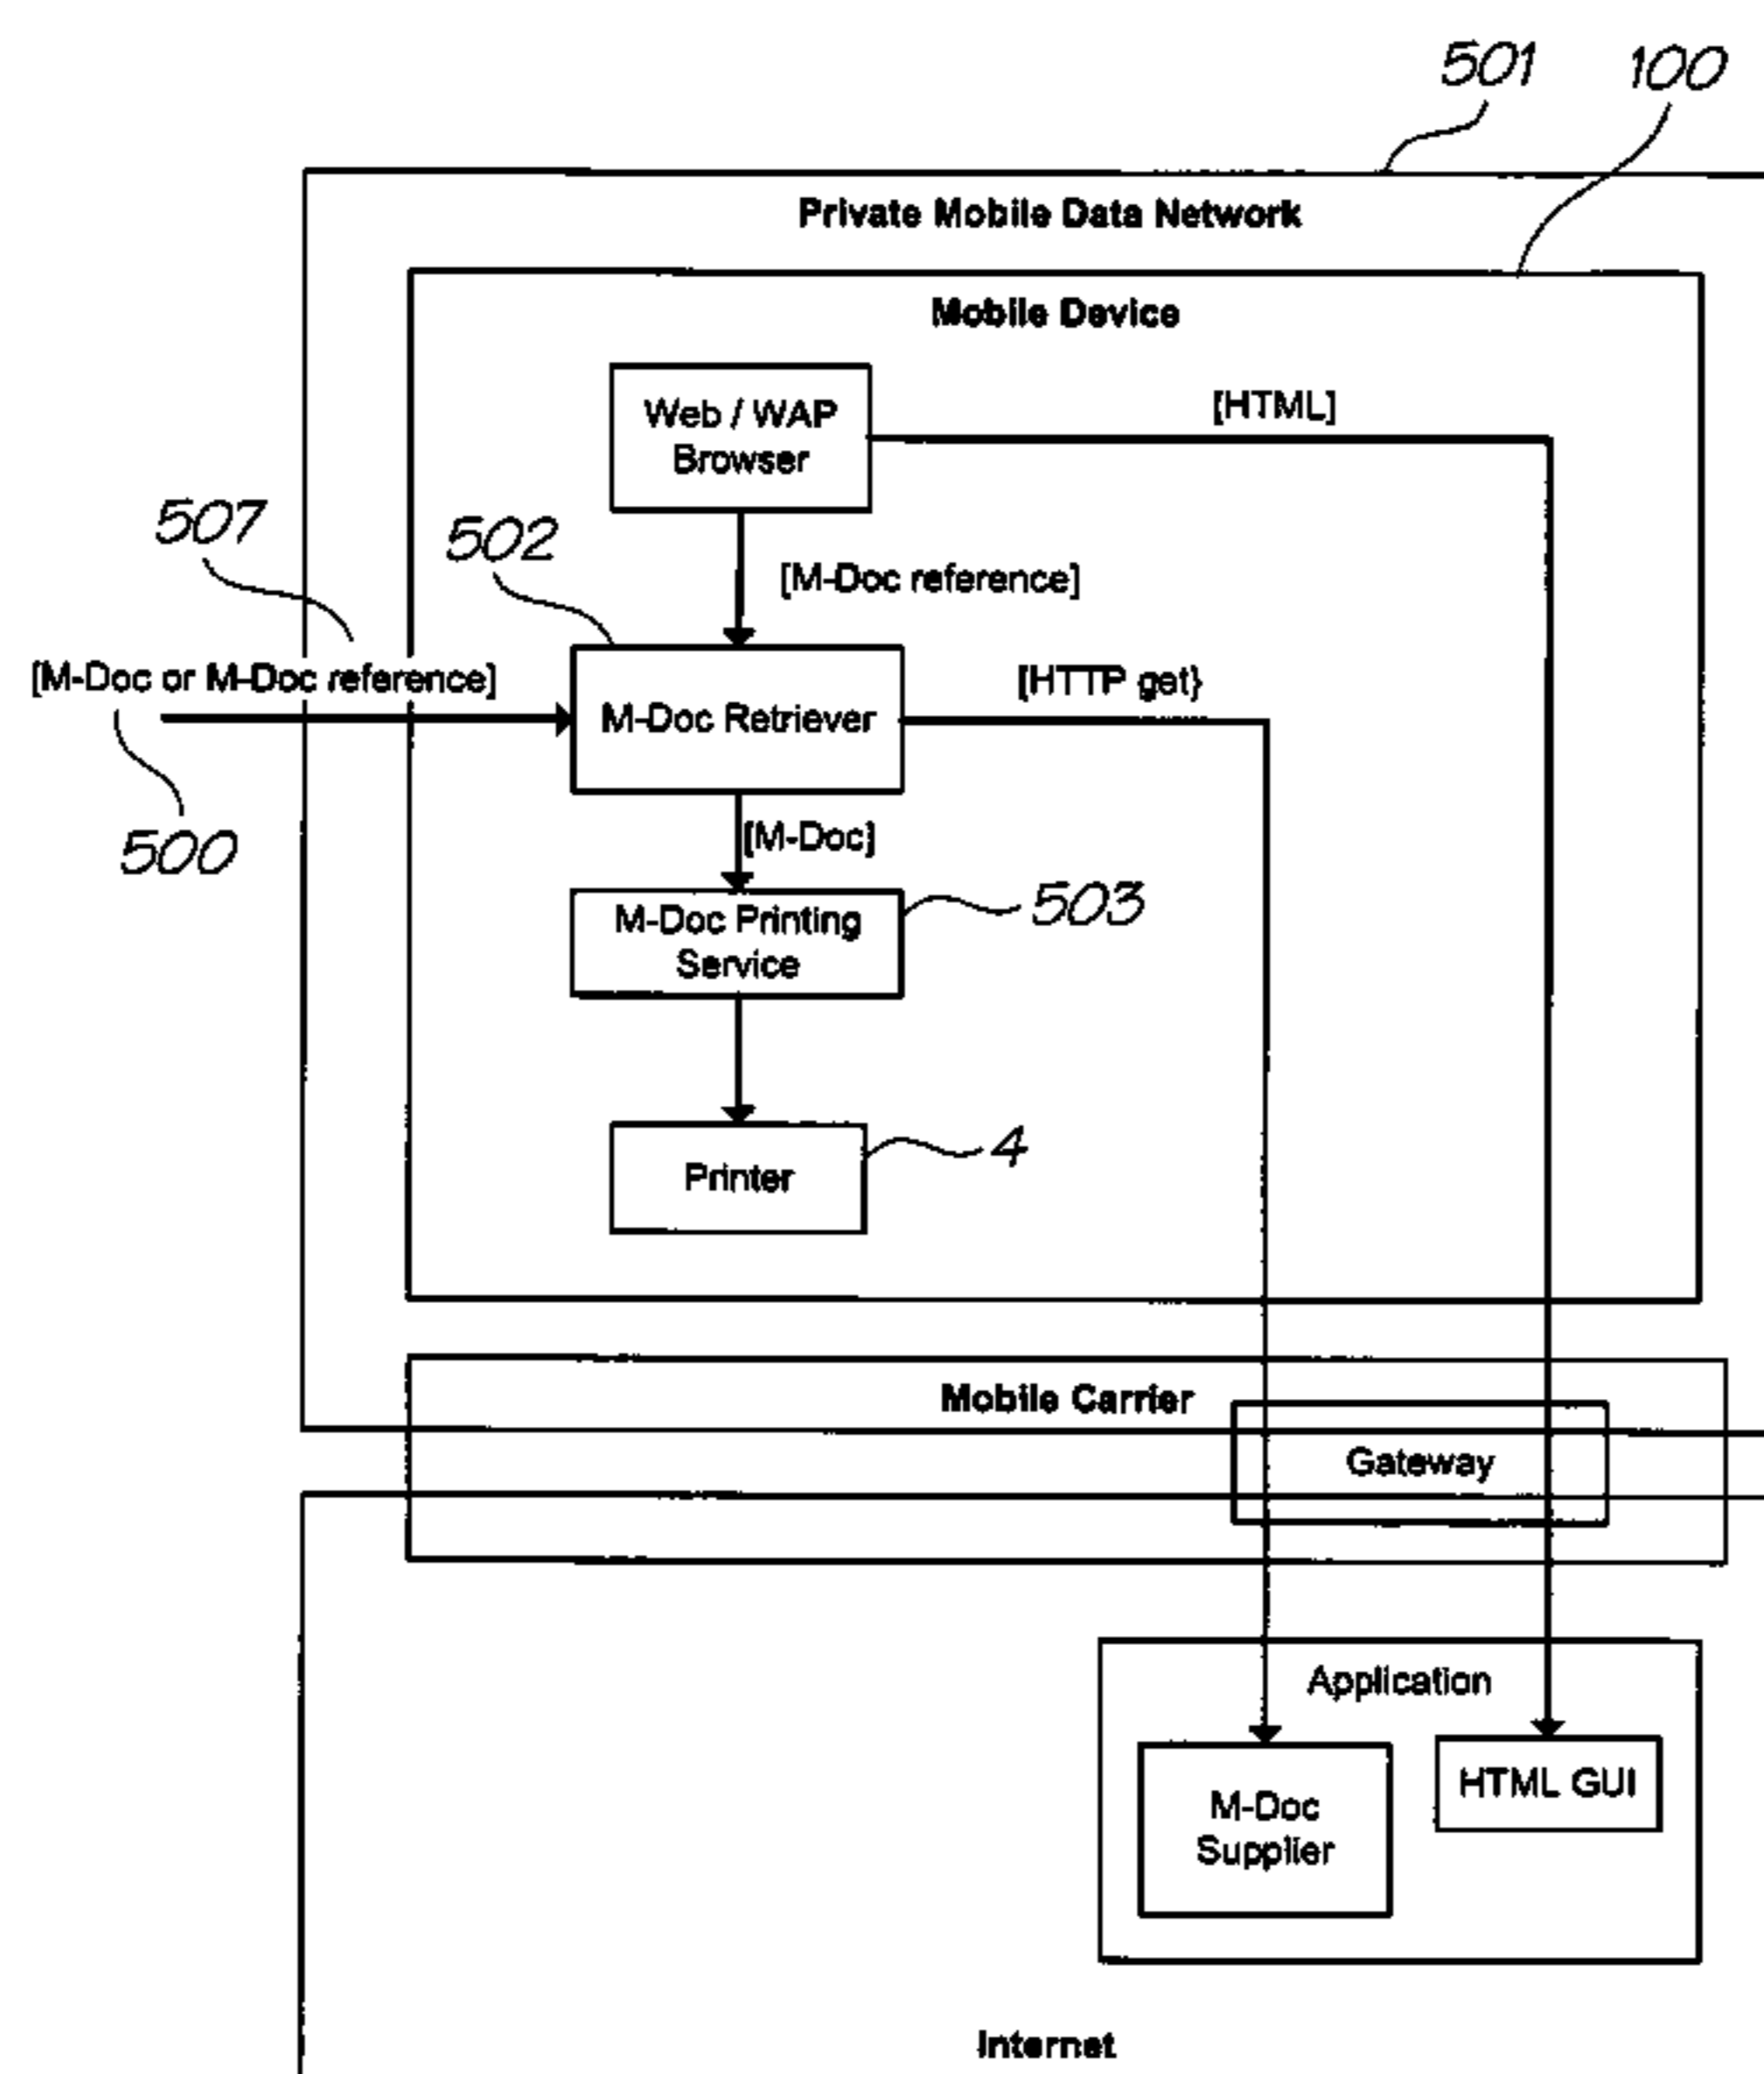 501
100
Private Mobile Data Network
Mobile Device
Web / WAP
Browser
[HTML]
507
502
[M-Doc reference]
[M-Doc or M-Doc reference]
M-Doc Retriever
[HTTP get}
500
[M-Doc]
M-Doc Printing
Service
503
Printer
4
Mobile Carrier
Gateway
Application
M-Doc
Supplier
HTML GUI
Internet